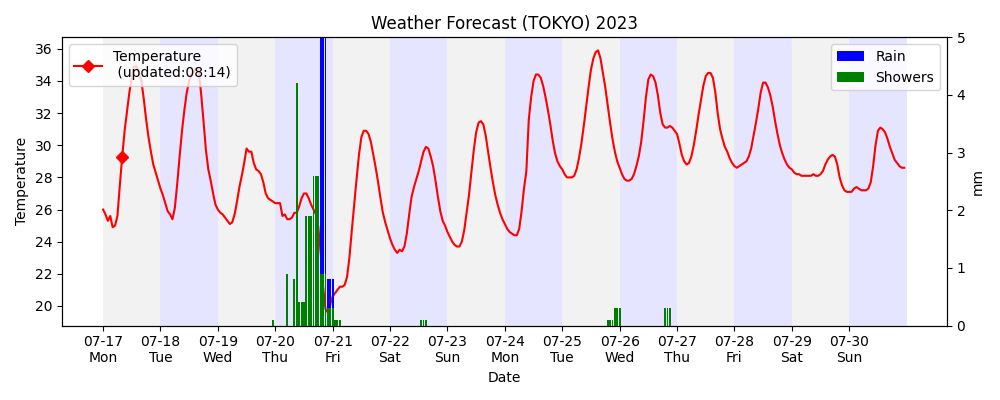 Weather Forecast (TOKYO) 2023
Temperature
(updated:08:14)
Rain
Showers
Temperature
36
34
32
30
28
26
24
22
20
5
4
3
2
1
0
mm
07-17 07-18 07-19 07-20 07-21 07-22 07-23 07-24 07-25 07-26 07-27 07-28 07-29 07-30
Mon Tue Wed Thu Fri Sat Sun Mon Tue Wed Thu Fri Sat Sun
Date